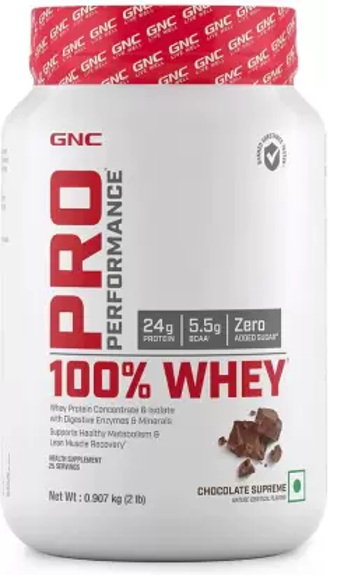 GNC
PRO
PERFORMANCE
24g
PROTEIN
5.5g
BCAA
Zero
ADDED SUGAR
100% WHEY
Whey Protein Concentrate & Isolate
with Digestive Enzymes & Minerals
Supports Healthy Metabolism &
Lean Muscle Recovery
HEALTH SUPPLEMENT
25 SERVINGS
Net Wt : 0.907 kg (2 lb)
CHOCOLATE SUPREME